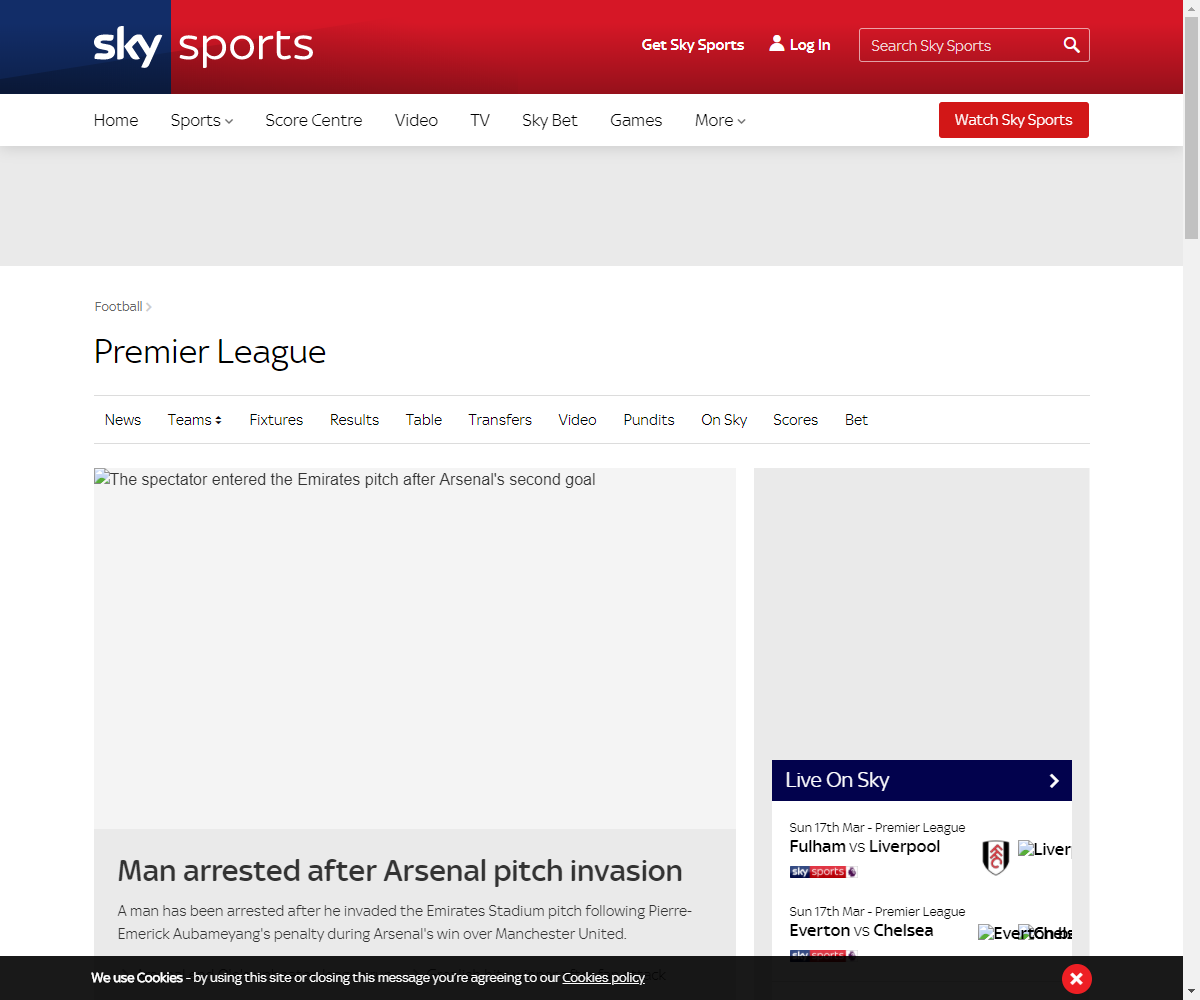 sky sports
Get Sky Sports
Log In
Search Sky Sports
Home
Sports
Score Centre
Video
TV
Sky Bet
Games
More
Watch Sky Sports
Football
Premier League
News
Teams
Fixtures
Results
Table
Transfers
Video
Pundits
On Sky
Scores
Bet
The spectator entered the Emirates pitch after Arsenal's second goal
Man arrested after Arsenal pitch invasion
A man has been arrested after he invaded the Emirates Stadium pitch following Pierre-
Emerick Aubameyang's penalty during Arsenal's win over Manchester United.
Live On Sky
Sun 17th Mar - Premier League
Fulham vs Liverpool
sky sports
Sun 17th Mar - Premier League
Everton vs Chelsea
sky sports
We use Cookies - by using this site or closing this message you're agreeing to our Cookies policy